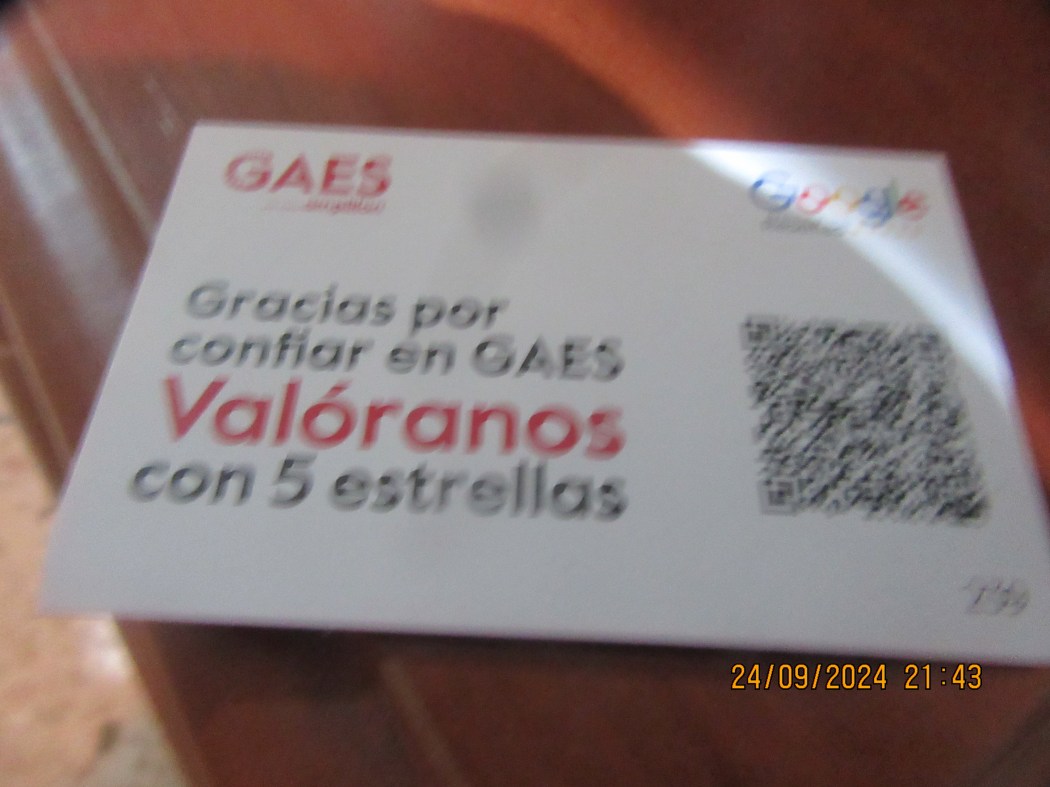 GAES
Google
Gracias por
confiar en GAES
Valóranos
con 5 estrellas
24/09/2024 21:43